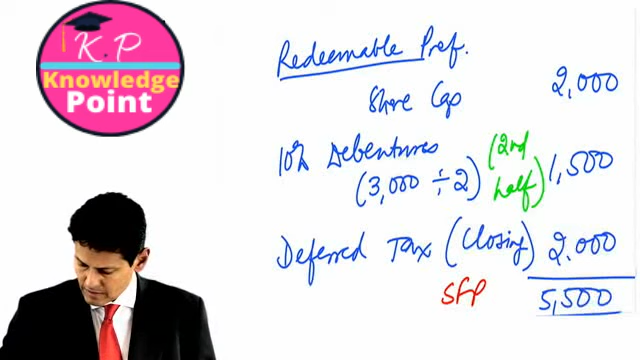 K.P
Knowledge
Point
Redeemable Pref.
Share Cap 2,000
10% Debentures (2nd
(3,000 ÷ 2) half) 1,500
Deferred Tax (Closing) 2,000
SFP 5,500